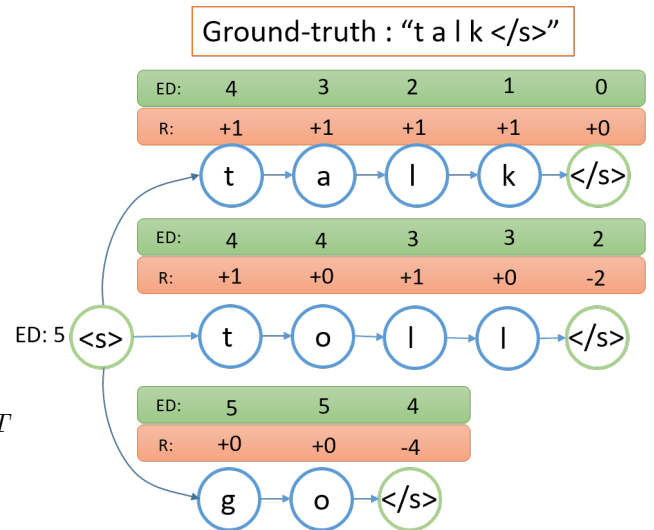 Ground-truth : “t a l k </s>”
ED: 4 3 2 1 0
R: +1 +1 +1 +1 +0
t a l k </s>
ED: 4 4 3 3 2
R: +1 +0 +1 +0 -2
ED: 5 <s> t o l l </s>
ED: 5 5 4
T
R: +0 +0 -4
g o </s>